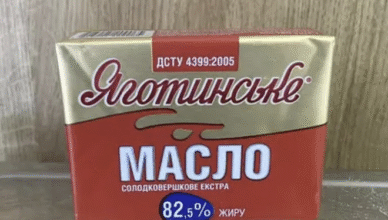 ДСТУ 4399:2005
Яготинське®
МАСЛО
СОЛОДКОВЕРШКОВЕ ЕКСТРА
82,5% ЖИРУ